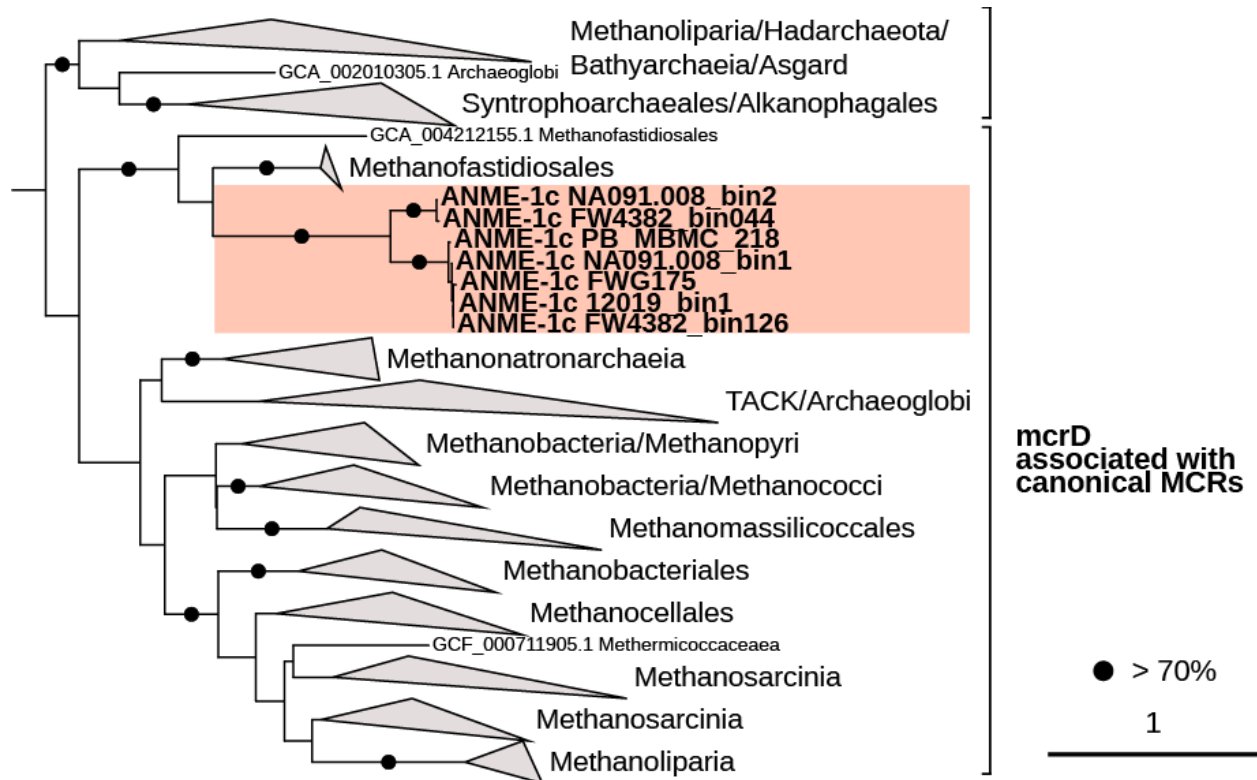 Methanoliparia/Hadarchaeota/
Bathyarchaeia/Asgard
GCA_002010305.1 Archaeoglobi
Syntrophoarchaeales/Alkanophagales
GCA_004212155.1 Methanofastidiosales
Methanofastidiosales
ANME-1c NA091.008_bin2
ANME-1c FW4382_bin044
ANME-1c PB_MBMC_218
ANME-1c NA091.008_bin1
ANME-1c FWG175
ANME-1c 12019_bin1
ANME-1c FW4382_bin126
Methanonatronarchaeia
TACK/Archaeoglobi
Methanobacteria/Methanopyri
Methanobacteria/Methanococci
Methanomassilicoccales
Methanobacteriales
Methanocellales
GCF_000711905.1 Methermicoccaceaea
Methanosarcinia
Methanosarcinia
Methanoliparia
mcrD
associated with
canonical MCRs
> 70%
1